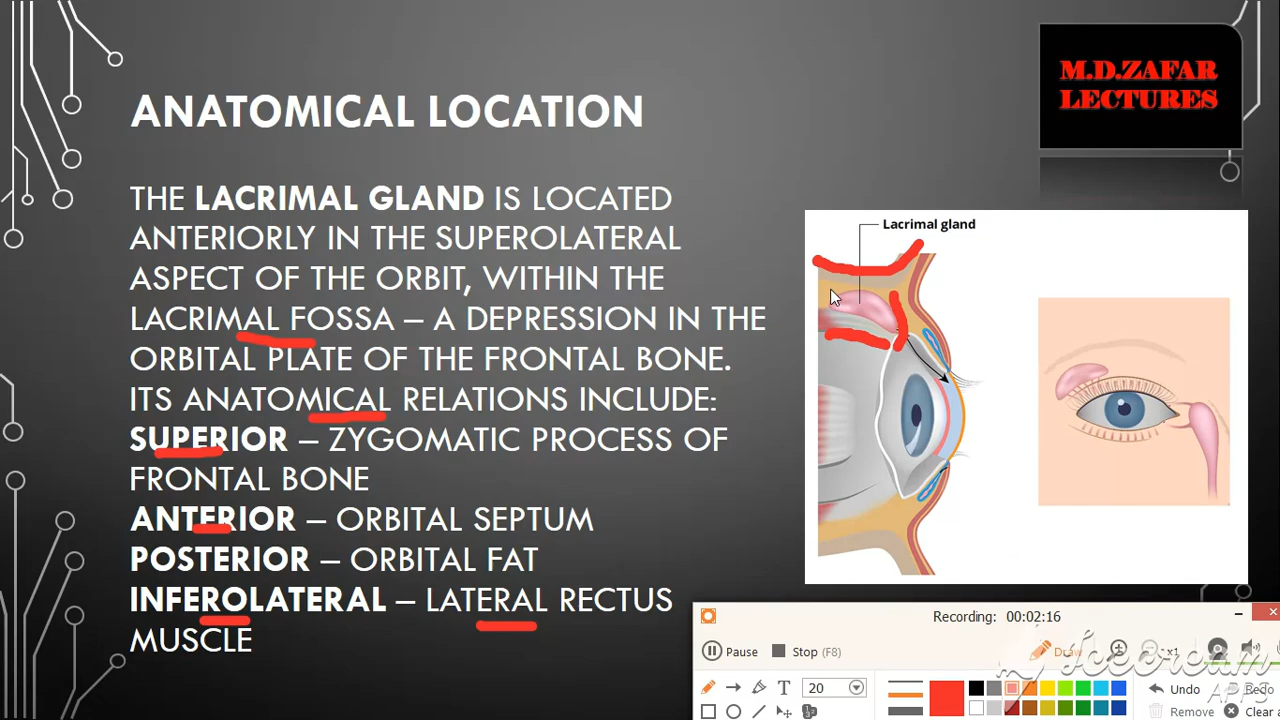 ANATOMICAL LOCATION
M.D.ZAFAR
LECTURES
THE LACRIMAL GLAND IS LOCATED
ANTERIORLY IN THE SUPEROLATERAL
ASPECT OF THE ORBIT, WITHIN THE
LACRIMAL FOSSA – A DEPRESSION IN THE
ORBITAL PLATE OF THE FRONTAL BONE.
ITS ANATOMICAL RELATIONS INCLUDE:
SUPERIOR – ZYGOMATIC PROCESS OF
FRONTAL BONE
ANTERIOR – ORBITAL SEPTUM
POSTERIOR – ORBITAL FAT
INFEROLATERAL – LATERAL RECTUS
MUSCLE
Lacrimal gland
Recording: 00:02:16
Pause Stop (F8) Draw x1
T 20 Undo Redo
Remove Clear a
Icecream